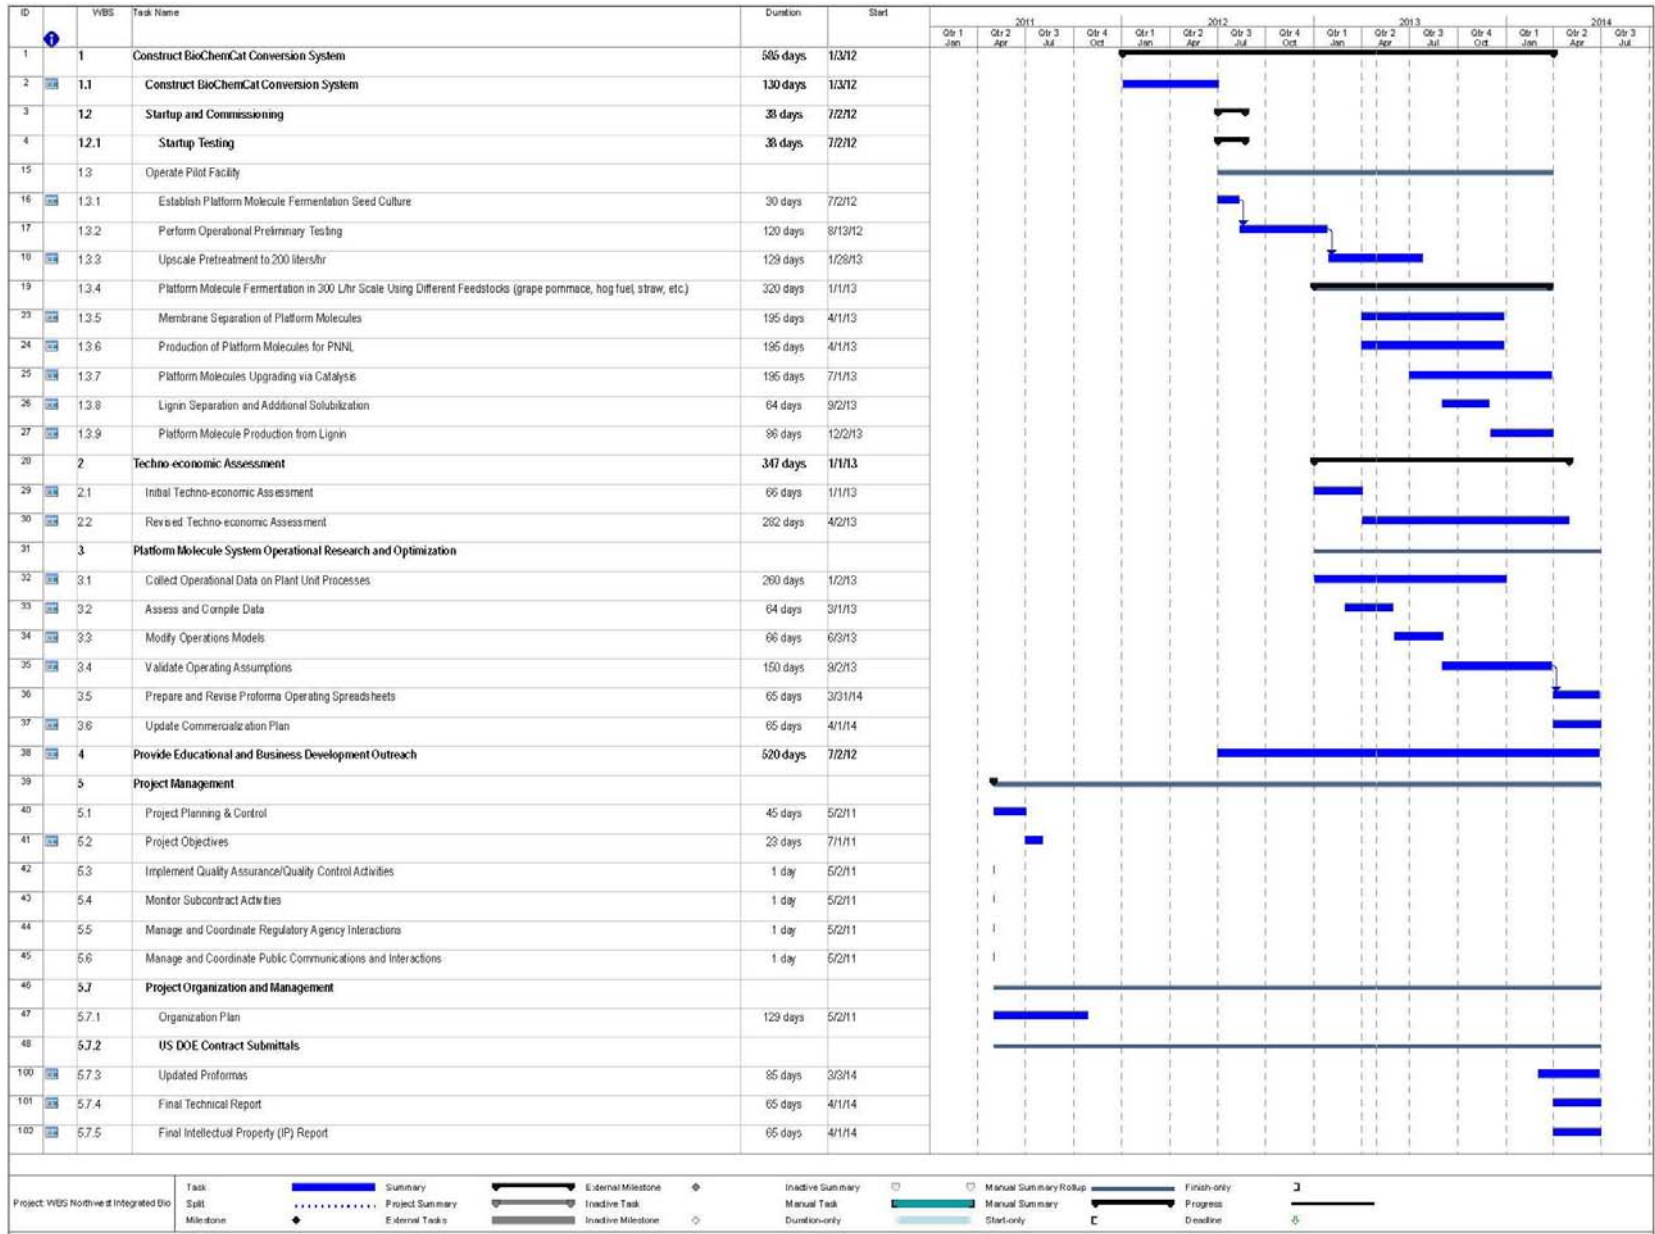 ID WBS Task Name Duration Start
2011 2012 2013 2014
Qtr 1 Qtr 2 Qtr 3 Qtr 4 Qtr 1 Qtr 2 Qtr 3 Qtr 4 Qtr 1 Qtr 2 Qtr 3 Qtr 4 Qtr 1 Qtr 2 Qtr 3
Jan Apr Jul Oct Jan Apr Jul Oct Jan Apr Jul Oct Jan Apr Jul
1 1 Construct BioChemCat Conversion System 585 days 1/3/12
2 1.1 Construct BioChemCat Conversion System 130 days 1/3/12
3 1.2 Startup and Commissioning 38 days 7/2/12
4 1.2.1 Startup Testing 38 days 7/2/12
15 1.3 Operate Pilot Facility
16 1.3.1 Establish Platform Molecule Fermentation Seed Culture 30 days 7/2/12
17 1.3.2 Perform Operational Preliminary Testing 120 days 8/13/12
18 1.3.3 Upscale Pretreatment to 200 liters/hr 129 days 1/28/13
19 1.3.4 Platform Molecule Fermentation in 300 L/hr Scale Using Different Feedstocks (grape pommace, hog fuel, straw, etc.) 320 days 1/1/13
23 1.3.5 Membrane Separation of Platform Molecules 195 days 4/1/13
24 1.3.6 Production of Platform Molecules for PNNL 195 days 4/1/13
25 1.3.7 Platform Molecules Upgrading via Catalysis 195 days 7/1/13
26 1.3.8 Lignin Separation and Additional Solubilization 64 days 9/2/13
27 1.3.9 Platform Molecule Production from Lignin 86 days 12/2/13
28 2 Techno-economic Assessment 347 days 1/1/13
29 2.1 Initial Techno-economic Assessment 66 days 1/1/13
30 2.2 Revised Techno-economic Assessment 282 days 4/2/13
31 3 Platform Molecule System Operational Research and Optimization
32 3.1 Collect Operational Data on Plant Unit Processes 260 days 1/2/13
33 3.2 Assess and Compile Data 64 days 3/1/13
34 3.3 Modify Operations Models 66 days 6/3/13
35 3.4 Validate Operating Assumptions 150 days 9/2/13
36 3.5 Prepare and Revise Proforma Operating Spreadsheets 65 days 3/31/14
37 3.6 Update Commercialization Plan 65 days 4/1/14
38 4 Provide Educational and Business Development Outreach 520 days 7/2/12
39 5 Project Management
40 5.1 Project Planning & Control 45 days 5/2/11
41 5.2 Project Objectives 23 days 7/1/11
42 5.3 Implement Quality Assurance/Quality Control Activities 1 day 5/2/11
43 5.4 Monitor Subcontract Activities 1 day 5/2/11
44 5.5 Manage and Coordinate Regulatory Agency Interactions 1 day 5/2/11
45 5.6 Manage and Coordinate Public Communications and Interactions 1 day 5/2/11
46 5.7 Project Organization and Management
47 5.7.1 Organization Plan 129 days 5/2/11
48 5.7.2 US DOE Contract Submittals
100 5.7.3 Updated Proformas 85 days 3/3/14
101 5.7.4 Final Technical Report 65 days 4/1/14
102 5.7.5 Final Intellectual Property (IP) Report 65 days 4/1/14
Project: WBS Northwest Integrated Bio
Task Summary External Milestone Inactive Summary Manual Summary Rollup Finish-only
Split Project Summary Inactive Task Manual Task Manual Summary Progress
Milestone External Tasks Inactive Milestone Duration-only Start-only Deadline